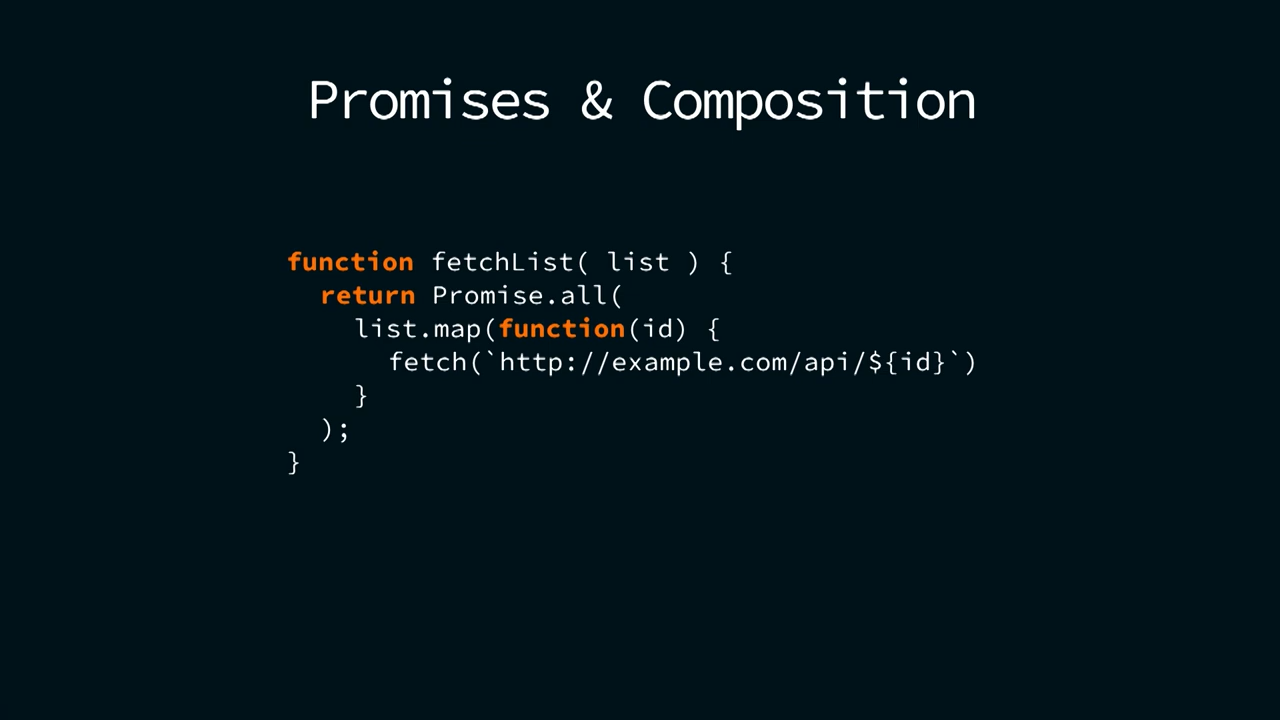 Promises & Composition
function fetchList( list ) {
return Promise.all(
list.map(function(id) {
fetch(`http://example.com/api/${id}`)
}
);
}